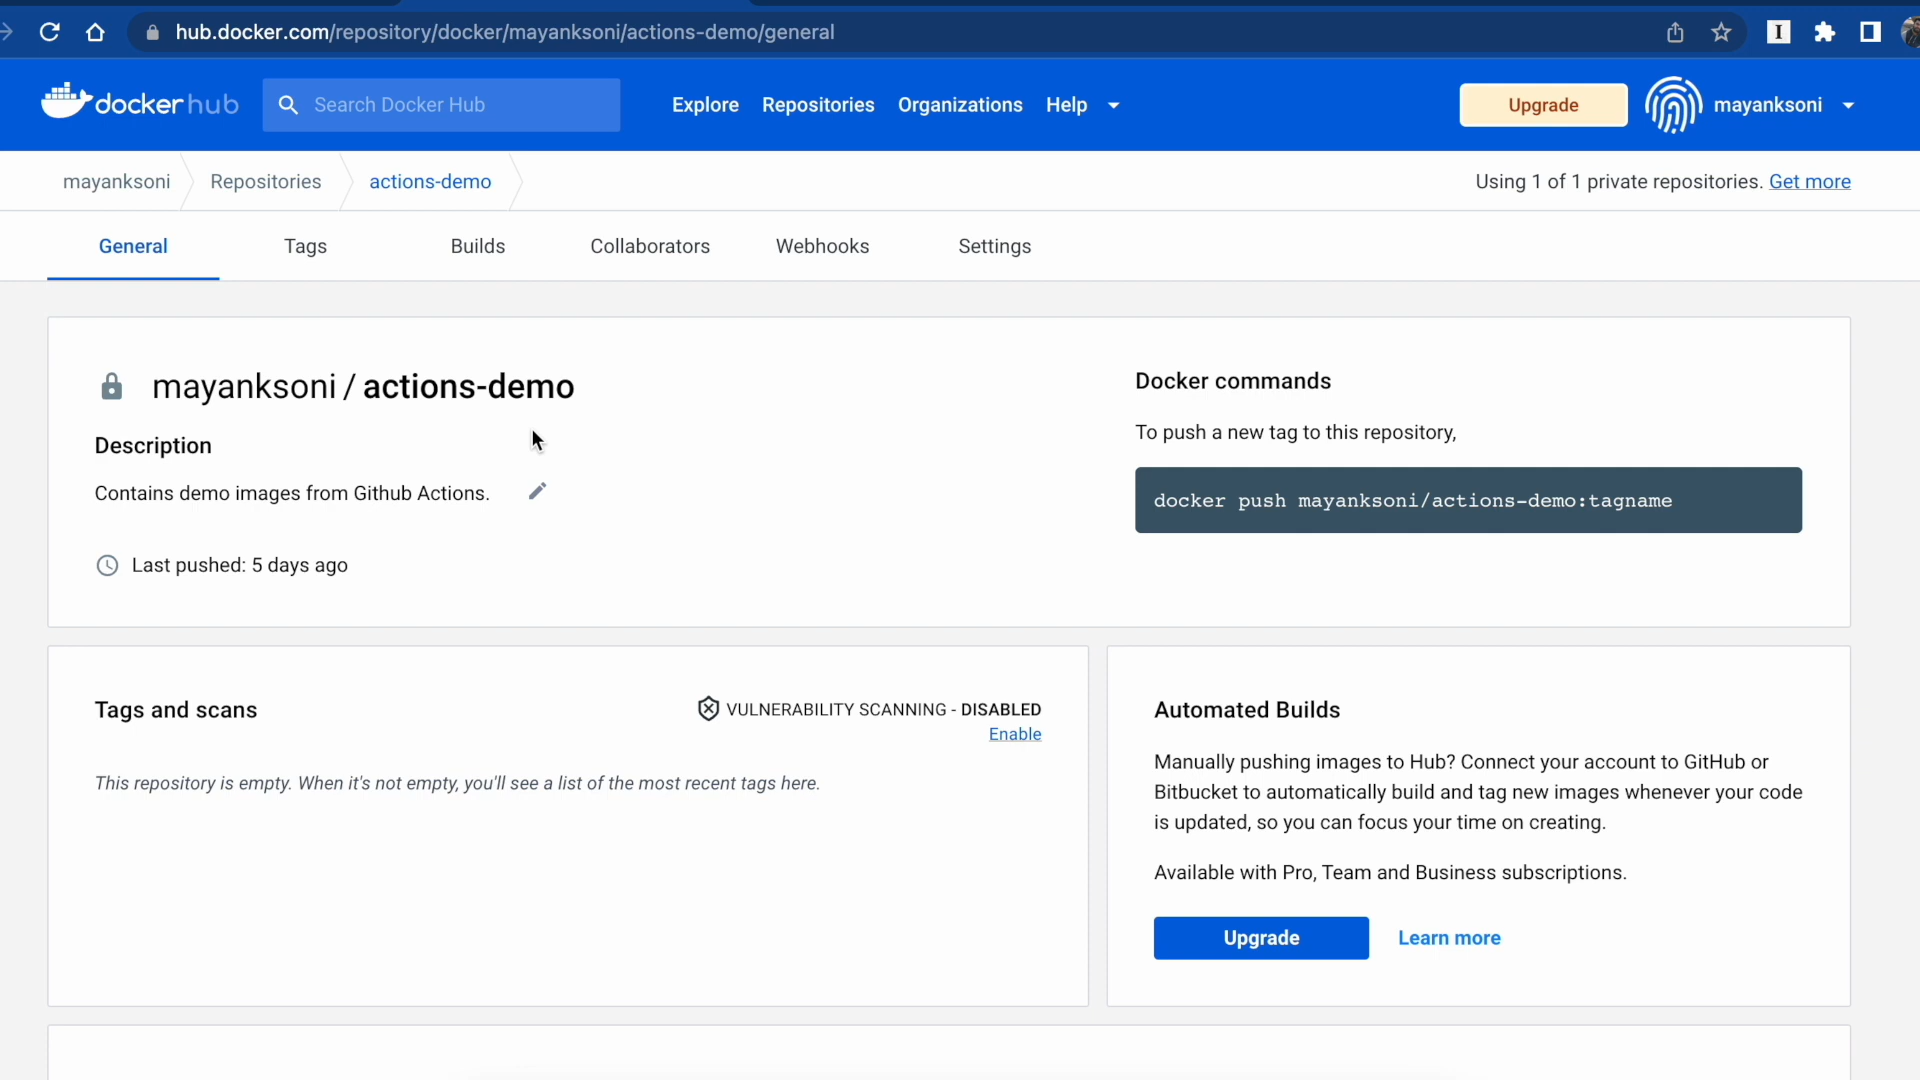 hub.docker.com/repository/docker/mayanksoni/actions-demo/general
docker hub
Search Docker Hub
Explore
Repositories
Organizations
Help
Upgrade
mayanksoni
mayanksoni
Repositories
actions-demo
Using 1 of 1 private repositories. Get more
General
Tags
Builds
Collaborators
Webhooks
Settings
mayanksoni / actions-demo
Description
Contains demo images from Github Actions.
Last pushed: 5 days ago
Docker commands
To push a new tag to this repository,
docker push mayanksoni/actions-demo:tagname
Tags and scans
VULNERABILITY SCANNING - DISABLED
Enable
This repository is empty. When it's not empty, you'll see a list of the most recent tags here.
Automated Builds
Manually pushing images to Hub? Connect your account to GitHub or
Bitbucket to automatically build and tag new images whenever your code
is updated, so you can focus your time on creating.
Available with Pro, Team and Business subscriptions.
Upgrade
Learn more